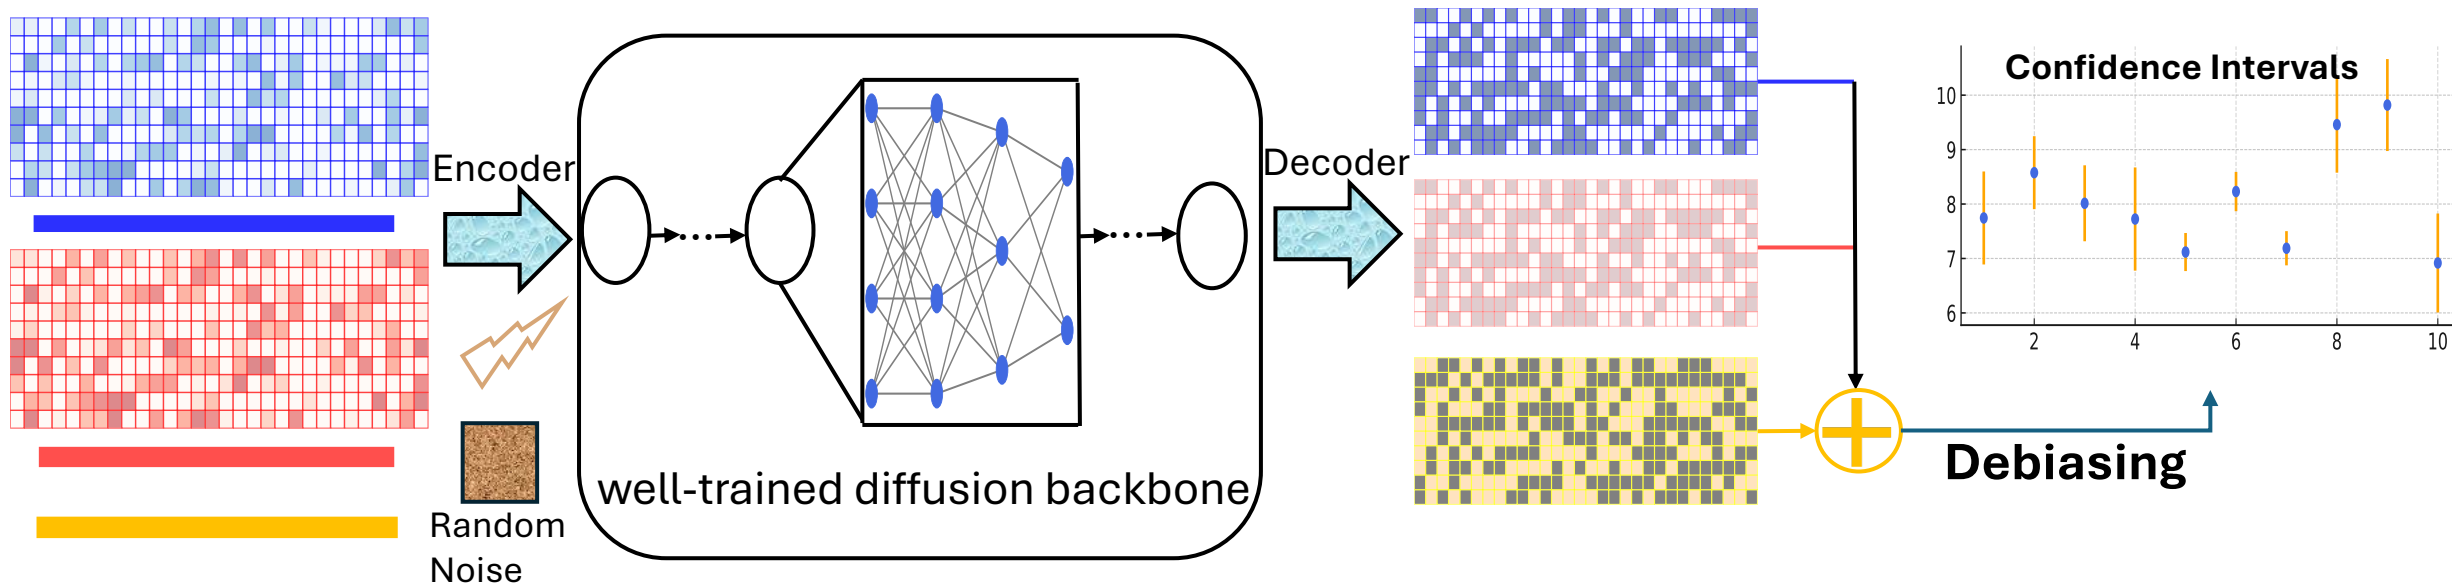 Encoder
Random
Noise
well-trained diffusion backbone
Decoder
Confidence Intervals
10
9
8
7
6
2
4
6
8
10
Debiasing